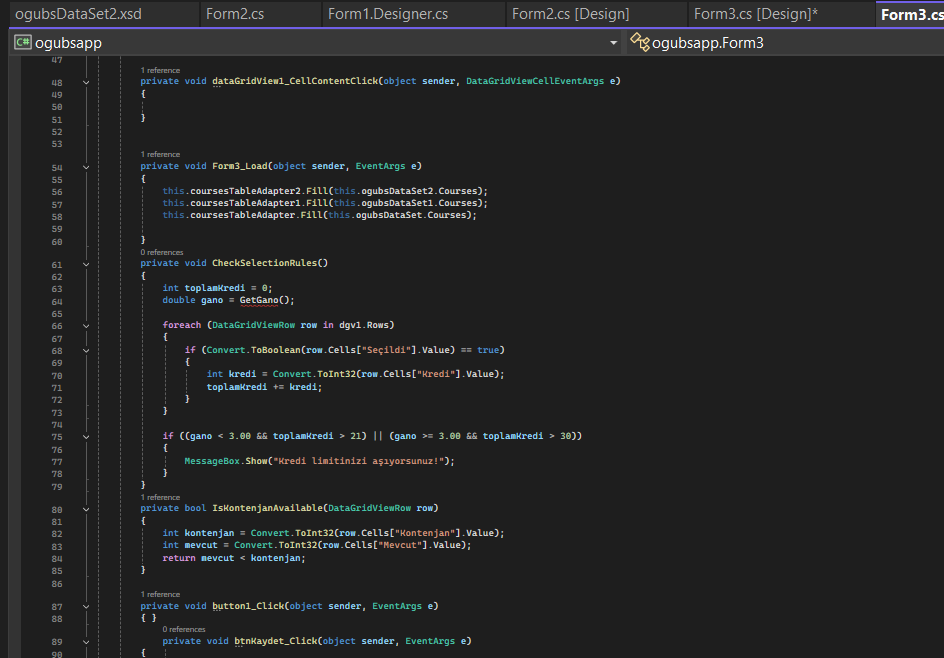 ogubsDataSet2.xsd Form2.cs Form1.Designer.cs Form2.cs [Design] Form3.cs [Design]* Form3.cs
C# ogubsapp ogubsapp.Form3
47
1 reference
48 private void dataGridView1_CellContentClick(object sender, DataGridViewCellEventArgs e)
49 {
50
51 }
52
53
1 reference
54 private void Form3_Load(object sender, EventArgs e)
55 {
56 this.coursesTableAdapter2.Fill(this.ogubsDataSet2.Courses);
57 this.coursesTableAdapter1.Fill(this.ogubsDataSet1.Courses);
58 this.coursesTableAdapter.Fill(this.ogubsDataSet.Courses);
59
60 }
0 references
61 private void CheckSelectionRules()
62 {
63 int toplamKredi = 0;
64 double gano = GetGano();
65
66 foreach (DataGridViewRow row in dgv1.Rows)
67 {
68 if (Convert.ToBoolean(row.Cells["Seçildi"].Value) == true)
69 {
70 int kredi = Convert.ToInt32(row.Cells["Kredi"].Value);
71 toplamKredi += kredi;
72 }
73 }
74
75 if ((gano < 3.00 && toplamKredi > 21) || (gano >= 3.00 && toplamKredi > 30))
76 {
77 MessageBox.Show("Kredi limitinizi aşıyorsunuz!");
78 }
79 }
1 reference
80 private bool IsKontenjanAvailable(DataGridViewRow row)
81 {
82 int kontenjan = Convert.ToInt32(row.Cells["Kontenjan"].Value);
83 int mevcut = Convert.ToInt32(row.Cells["Mevcut"].Value);
84 return mevcut < kontenjan;
85 }
86
1 reference
87 private void button1_Click(object sender, EventArgs e)
88 { }
0 references
89 private void btnKaydet_Click(object sender, EventArgs e)
90 {